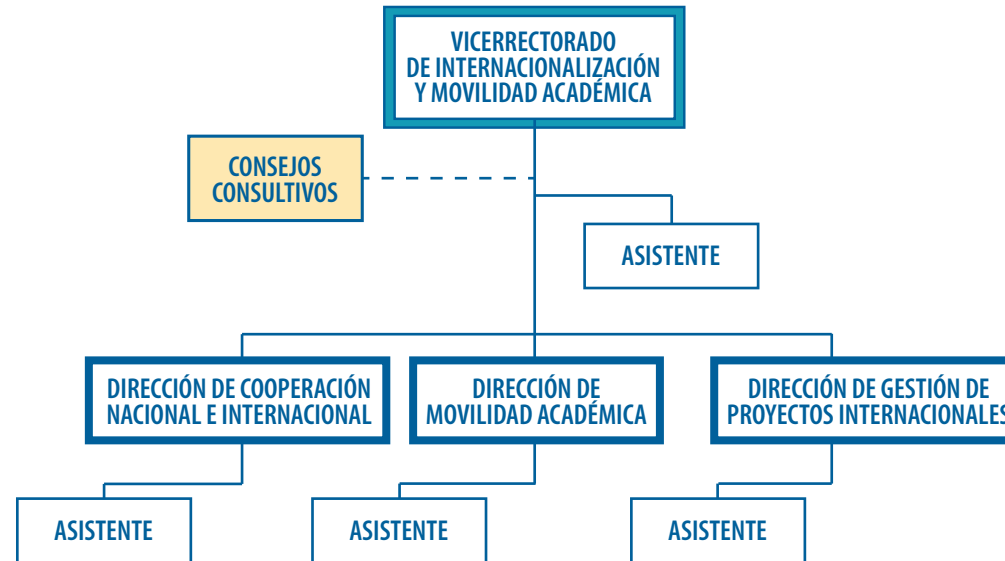 VICERRECTORADO
DE INTERNACIONALIZACIÓN
Y MOVILIDAD ACADÉMICA
CONSEJOS
CONSULTIVOS
ASISTENTE
DIRECCIÓN DE COOPERACIÓN
NACIONAL E INTERNACIONAL
DIRECCIÓN DE
MOVILIDAD ACADÉMICA
DIRECCIÓN DE GESTIÓN DE
PROYECTOS INTERNACIONALES
ASISTENTE
ASISTENTE
ASISTENTE